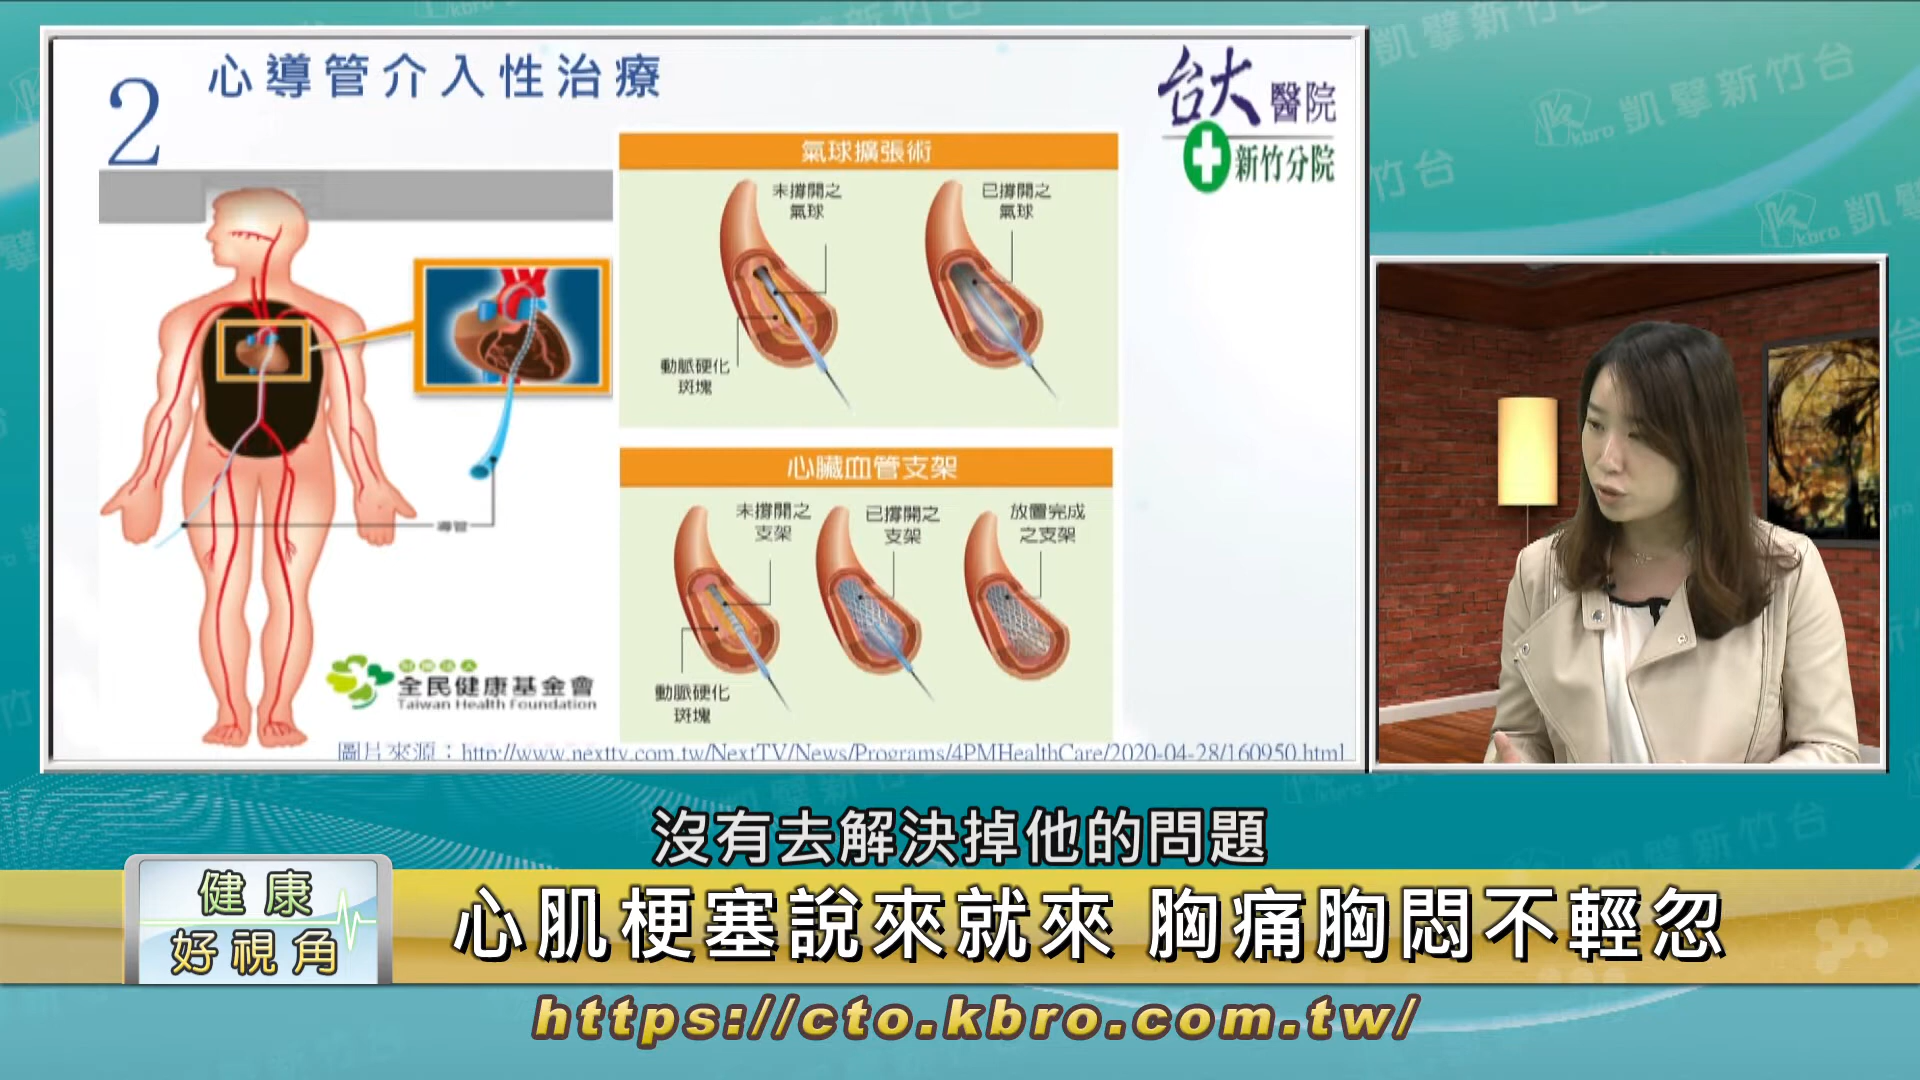 2
心導管介入性治療
台大醫院
新竹分院
氣球擴張術
未撐開之
氣球
已撐開之
氣球
動脈硬化
斑塊
導管
心臟血管支架
未撐開之
支架
已撐開之
支架
放置完成
之支架
動脈硬化
斑塊
財團法人
全民健康基金會
Taiwan Health Foundation
圖片來源：http://www.nexttv.com.tw/NextTV/News/Programs/4PMHealthCare/2020-04-28/160950.html
kbro 凱擘新竹台
沒有去解決掉他的問題
健康
好視角
心肌梗塞說來就來 胸痛胸悶不輕忽
https://cto.kbro.com.tw/